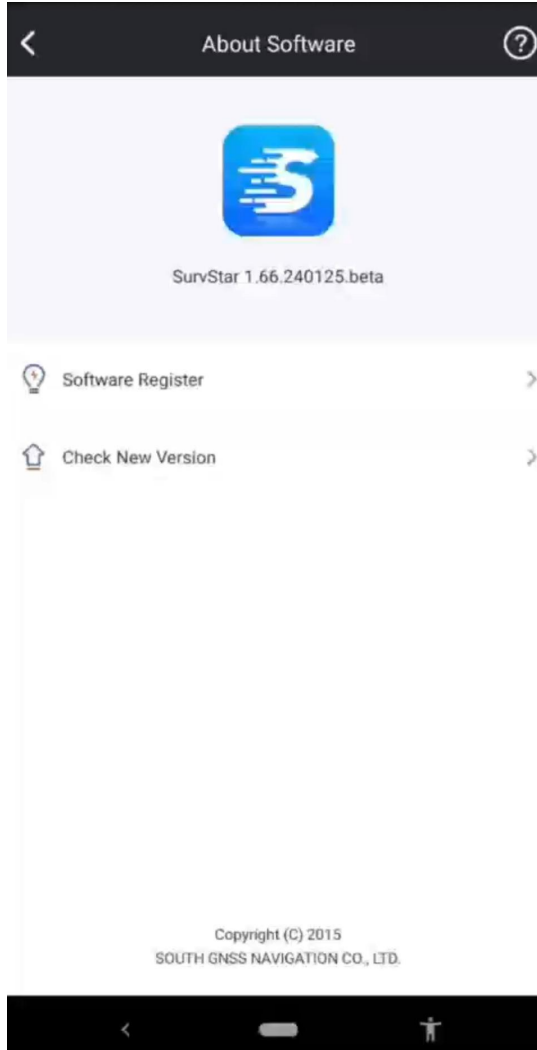 About Software
SurvStar 1.66.240125.beta
Software Register
Check New Version
Copyright (C) 2015
SOUTH GNSS NAVIGATION CO., LTD.